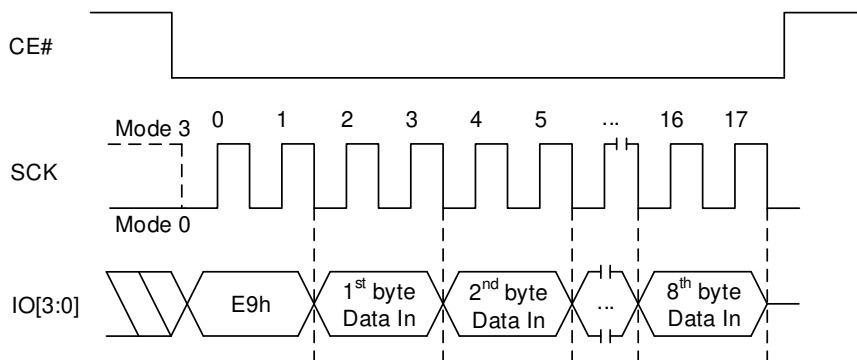 CE#
Mode 3
0 1 2 3 4 5 ... 16 17
SCK
Mode 0
IO[3:0]
E9h
1st byte
Data In
2nd byte
Data In
...
8th byte
Data In